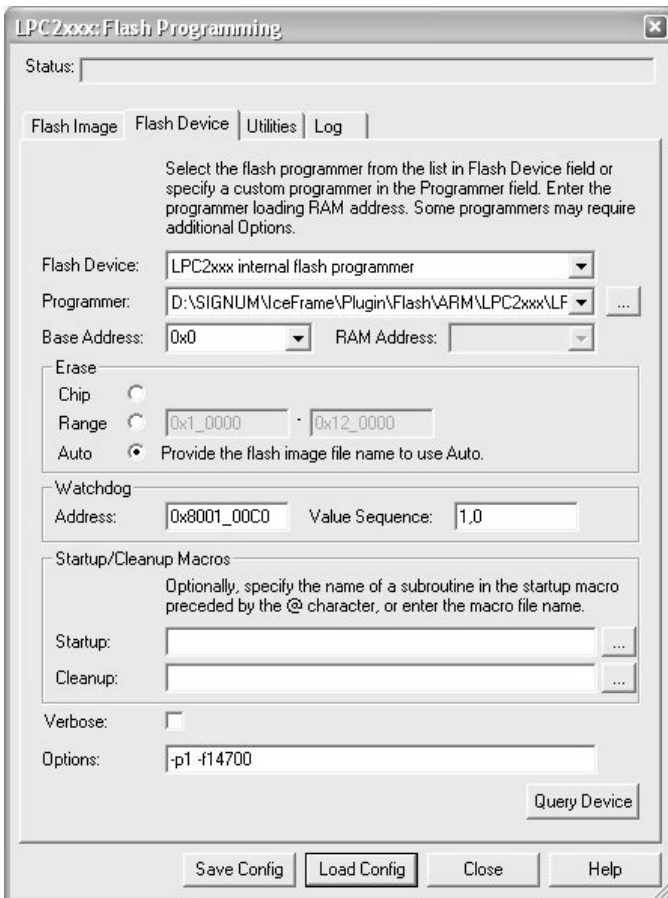 LPC2xxx: Flash Programming
Status:
Flash Image Flash Device Utilities Log
Select the flash programmer from the list in Flash Device field or
specify a custom programmer in the Programmer field. Enter the
programmer loading RAM address. Some programmers may require
additional Options.
Flash Device: LPC2xxx internal flash programmer
Programmer: D:\SIGNUM\IceFrame\Plugin\Flash\ARM\LPC2xxx\LF ...
Base Address: 0x0 RAM Address:
Erase
Chip
Range 0x1_0000 - 0x12_0000
Auto Provide the flash image file name to use Auto.
Watchdog
Address: 0x8001_00C0 Value Sequence: 1,0
Startup/Cleanup Macros
Optionally, specify the name of a subroutine in the startup macro
preceded by the @ character, or enter the macro file name.
Startup: ...
Cleanup: ...
Verbose:
Options: -p1 -f14700
Query Device
Save Config Load Config Close Help